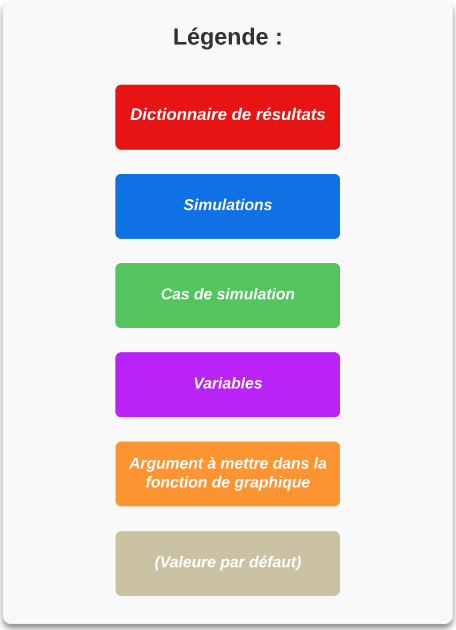 Légende :
Dictionnaire de résultats
Simulations
Cas de simulation
Variables
Argument à mettre dans la
fonction de graphique
(Valeure par défaut)